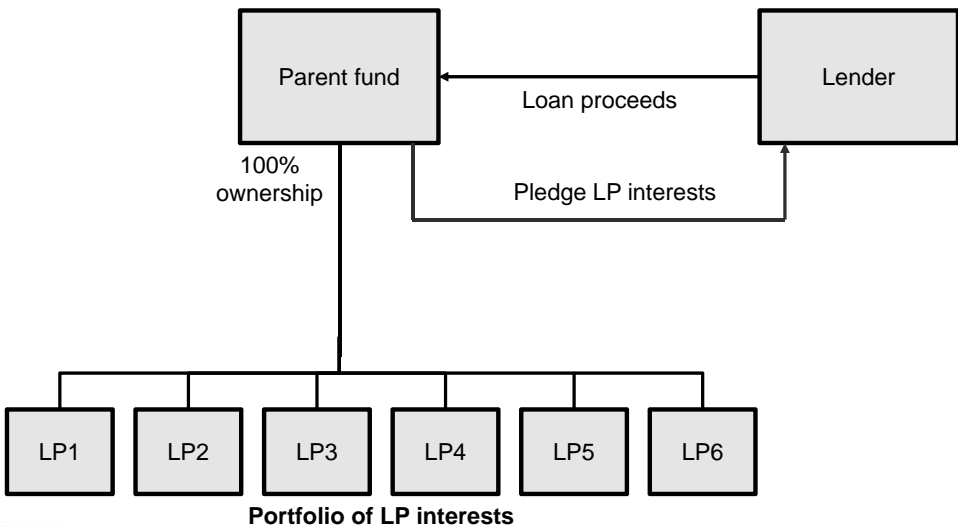 Parent fund
Lender
Loan proceeds
100%
ownership
Pledge LP interests
LP1
LP2
LP3
LP4
LP5
LP6
Portfolio of LP interests